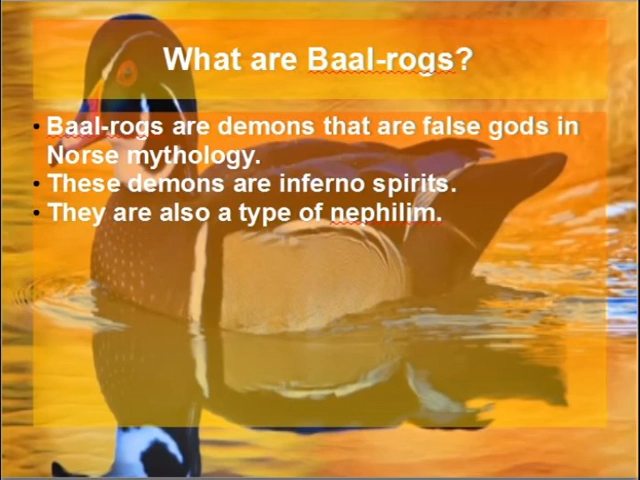 What are Baal-rogs?
• Baal-rogs are demons that are false gods in
Norse mythology.
• These demons are inferno spirits.
• They are also a type of nephilim.